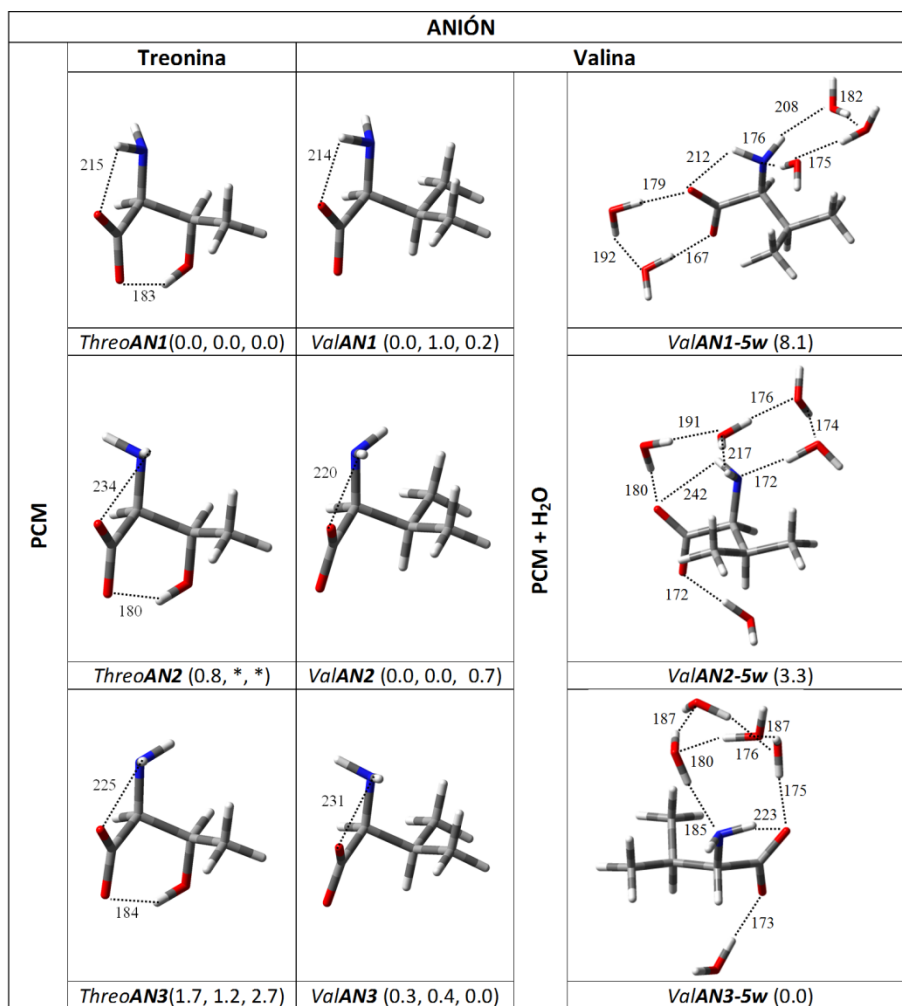 ANIÓN
Treonina
Valina
PCM
215
183
ThreoAN1(0.0, 0.0, 0.0)
214
ValAN1 (0.0, 1.0, 0.2)
PCM + H₂O
208
182
176
212
175
179
192
167
ValAN1-5w (8.1)
234
180
ThreoAN2 (0.8, *, *)
220
ValAN2 (0.0, 0.0, 0.7)
176
191
174
217
172
180
242
172
ValAN2-5w (3.3)
225
184
ThreoAN3(1.7, 1.2, 2.7)
231
ValAN3 (0.3, 0.4, 0.0)
187
187
176
180
175
223
185
173
ValAN3-5w (0.0)